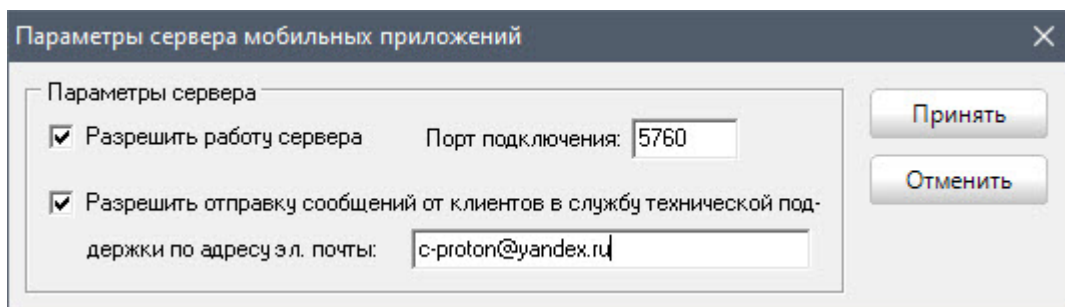 Параметры сервера мобильных приложений
Параметры сервера
Разрешить работу сервера Порт подключения: 5760
Принять
Отменить
Разрешить отправку сообщений от клиентов в службу технической под-
держки по адресу эл. почты: c-proton@yandex.ru